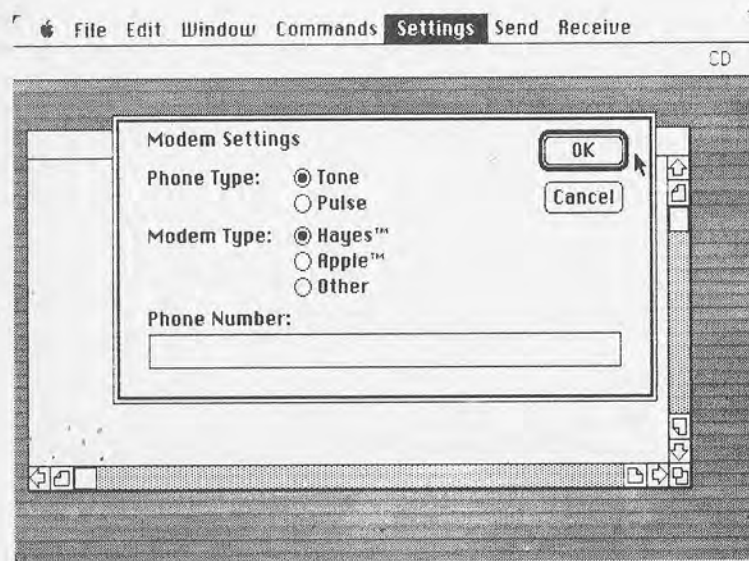 File Edit Window Commands Settings Send Receive
CD
Modem Settings
OK
Phone Type: Tone
Pulse
Cancel
Modem Type: Hayes™
Apple™
Other
Phone Number: